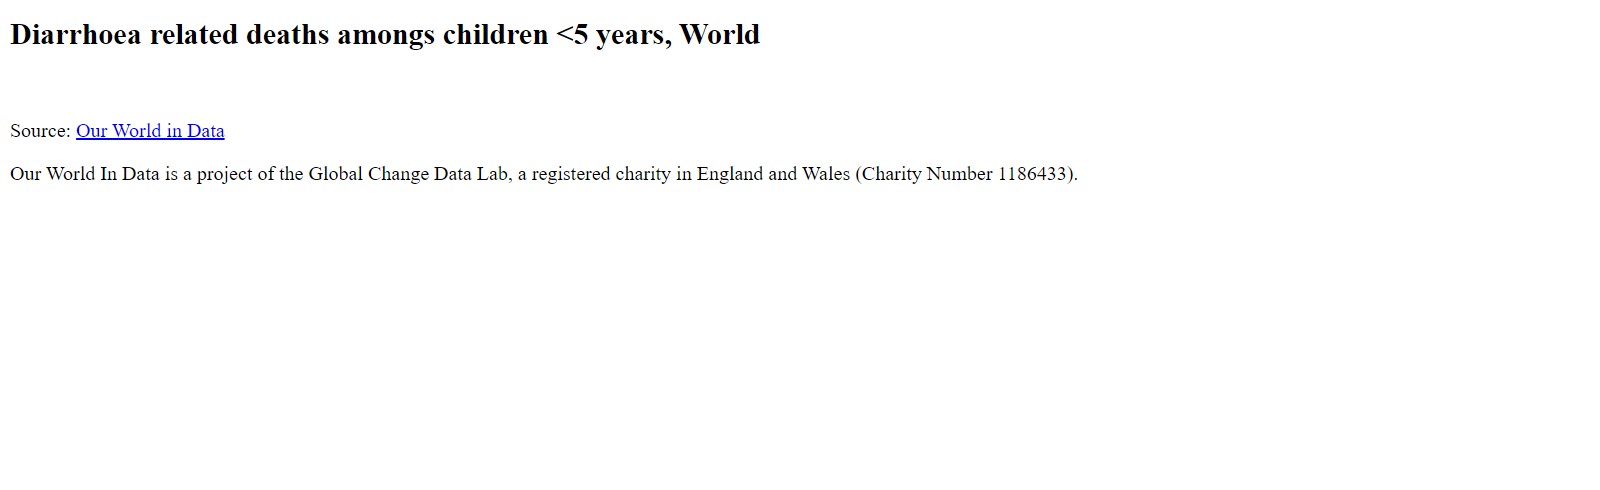 Diarrhoea related deaths amongs children <5 years, World
Source: Our World in Data
Our World In Data is a project of the Global Change Data Lab, a registered charity in England and Wales (Charity Number 1186433).